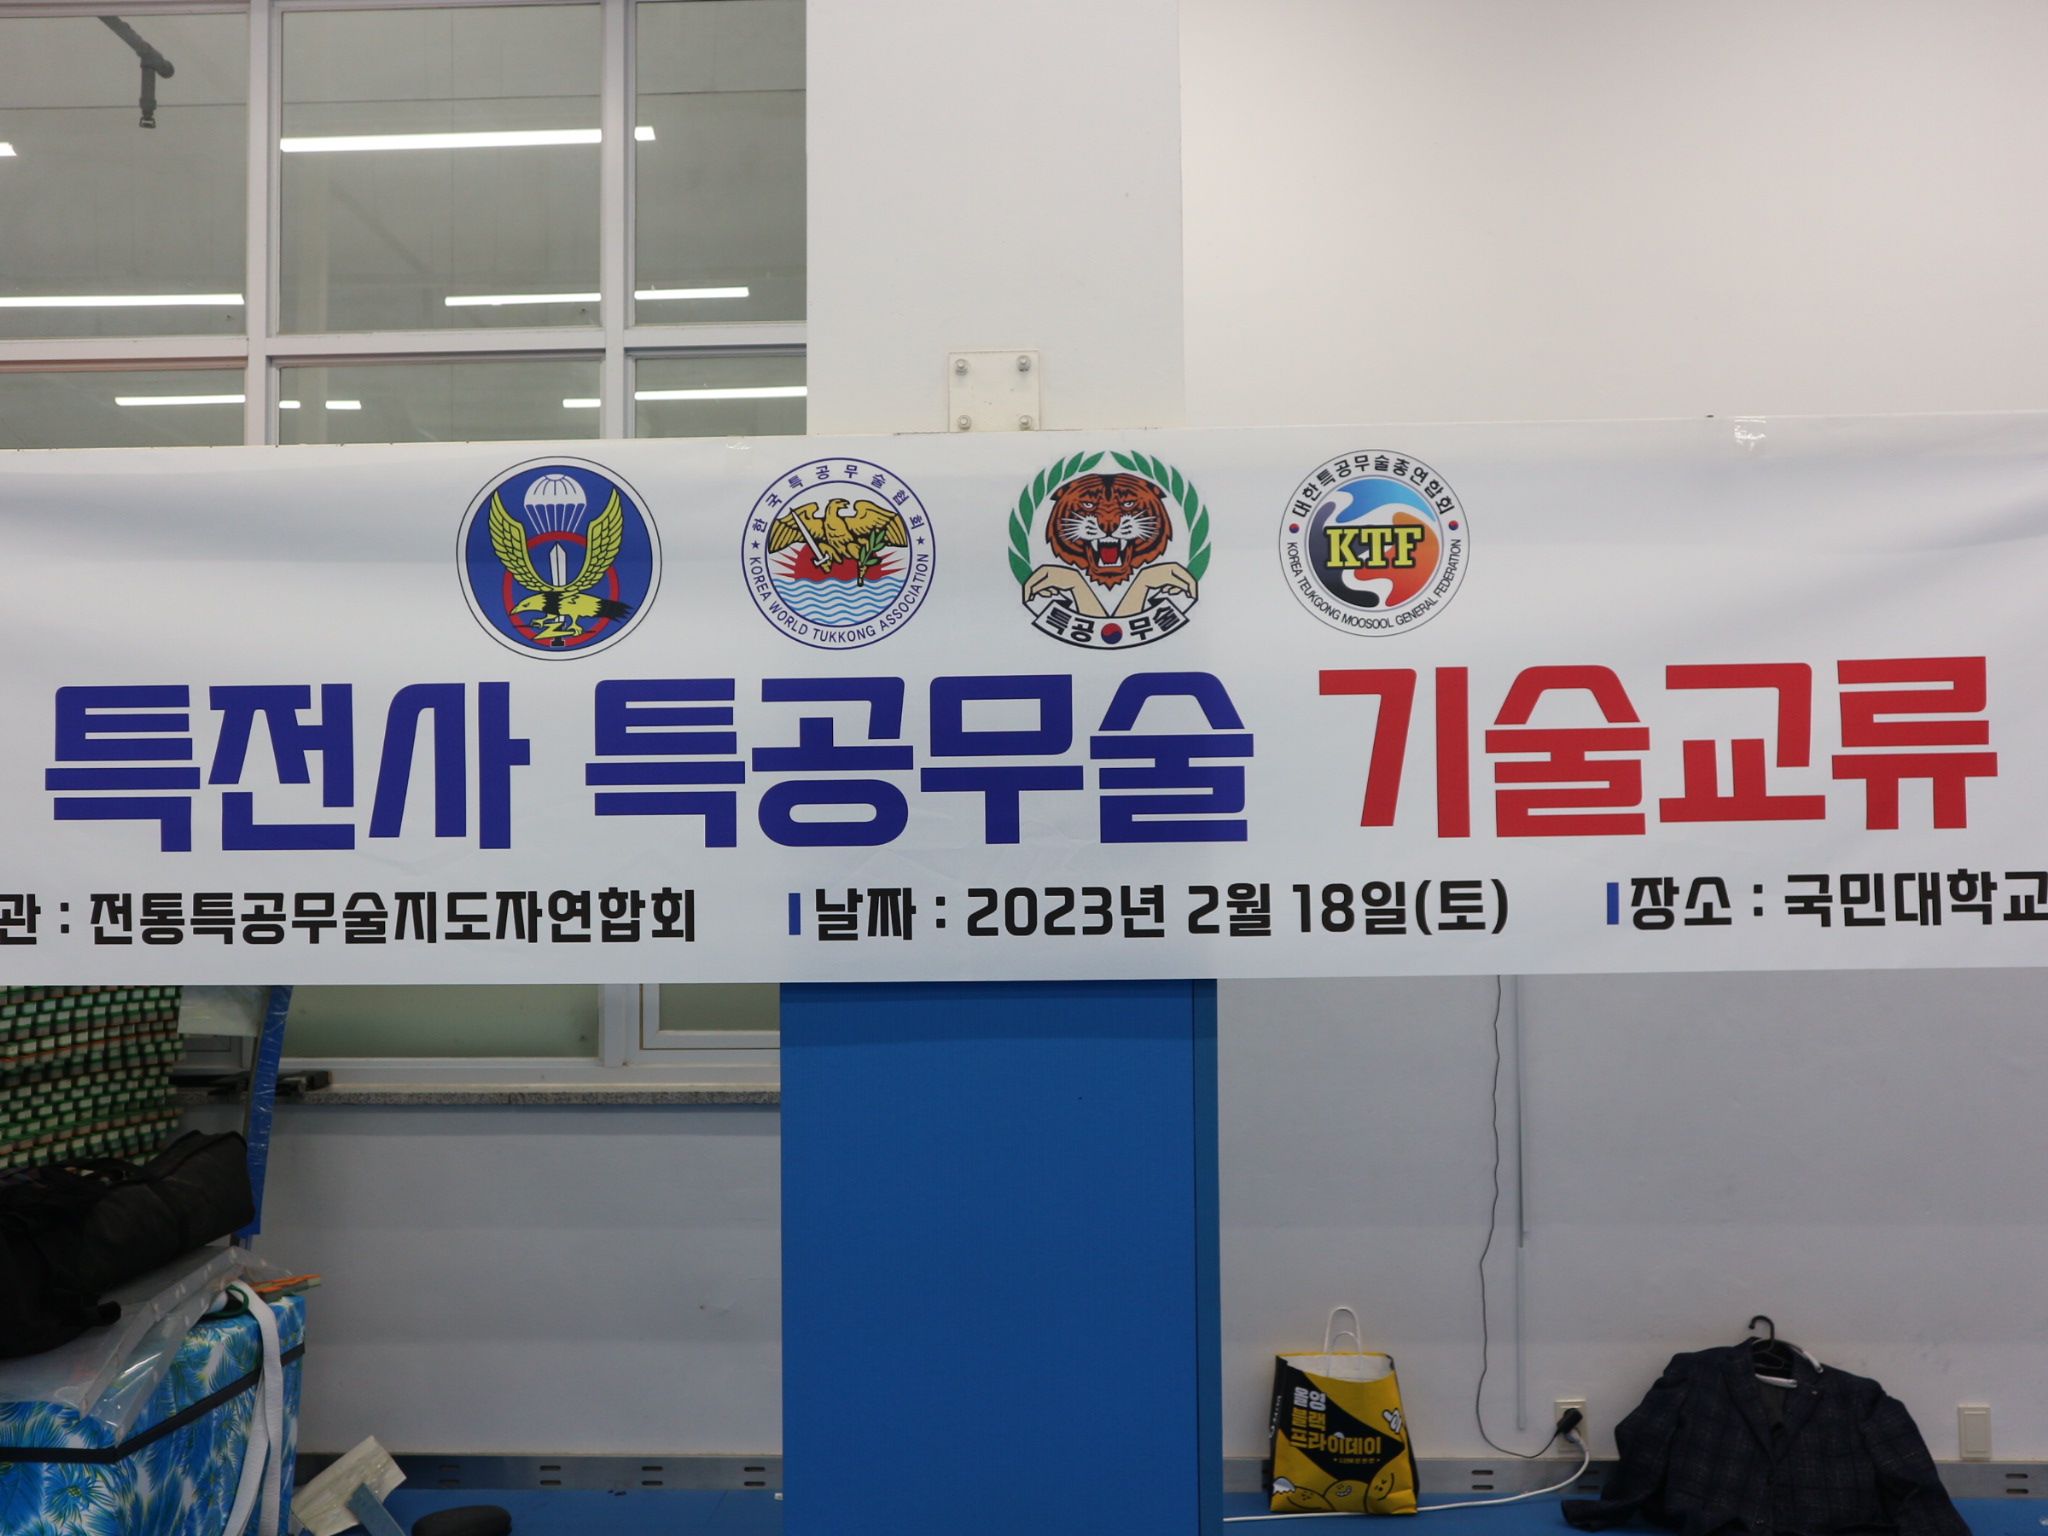 한국특공무술협회
KOREA WORLD TUKKONG ASSOCIATION
특공무술
대한특공무술총연합회
KTF
KOREA TEUKGONG MOOSOOL GENERAL FEDERATION
특전사 특공무술 기술교류
관 : 전통특공무술지도자연합회 날짜 : 2023년 2월 18일(토) 장소 : 국민대학교
라이데이